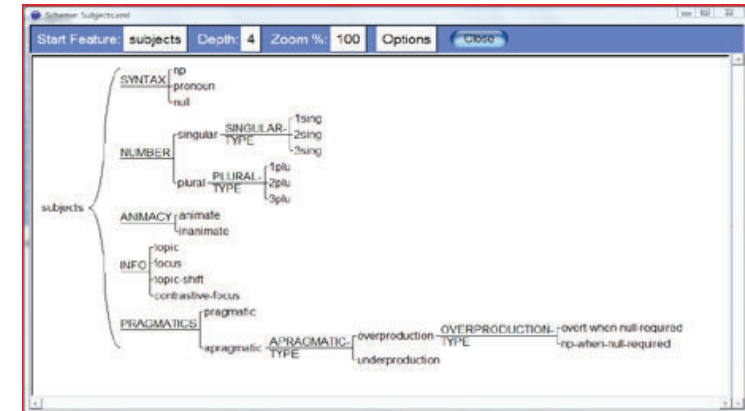 Scheme: Subjects.xml
Start Feature: subjects Depth: 4 Zoom %: 100 Options Close
np
SYNTAX pronoun
null
1sing
singular SINGULAR-TYPE 2sing
3sing
NUMBER
1plu
plural PLURAL-TYPE 2plu
3plu
subjects
ANIMACY animate
inanimate
topic
INFO focus
topic-shift
contrastive-focus
pragmatic
PRAGMATICS
apragmatic APRAGMATIC-TYPE overproduction OVERPRODUCTION-TYPE overt when null-required
np-when-null-required
underproduction